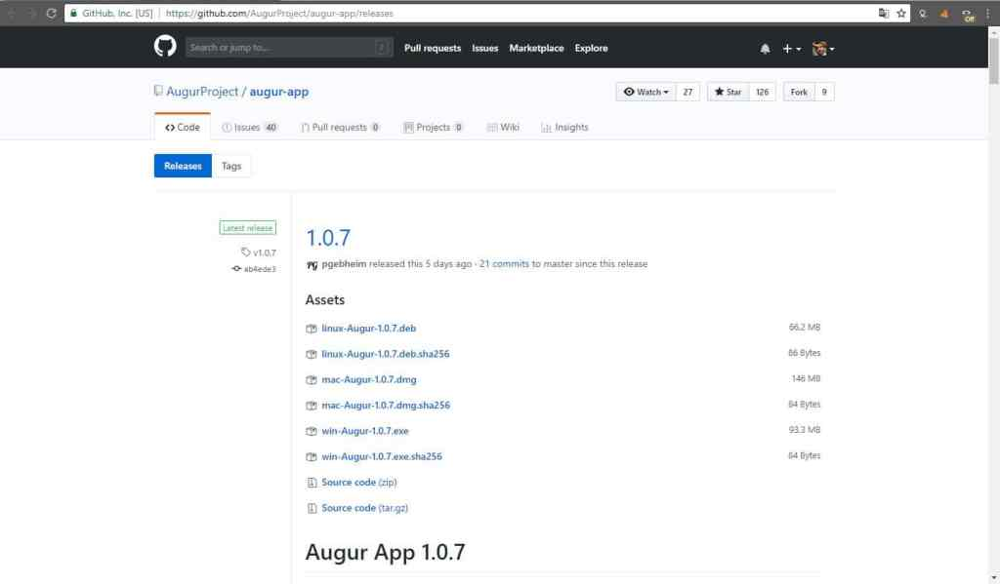 GitHub, Inc. [US] | https://github.com/AugurProject/augur-app/releases
Off
Search or jump to... / Pull requests Issues Marketplace Explore
AugurProject / augur-app Watch 27 Star 126 Fork 9
Code Issues 40 Pull requests 0 Projects 0 Wiki Insights
Releases Tags
Latest release
v1.0.7
ab4ede3
1.0.7
pgebheim released this 5 days ago · 21 commits to master since this release
Assets
linux-Augur-1.0.7.deb 66.2 MB
linux-Augur-1.0.7.deb.sha256 86 Bytes
mac-Augur-1.0.7.dmg 146 MB
mac-Augur-1.0.7.dmg.sha256 84 Bytes
win-Augur-1.0.7.exe 93.3 MB
win-Augur-1.0.7.exe.sha256 84 Bytes
Source code (zip)
Source code (tar.gz)
Augur App 1.0.7